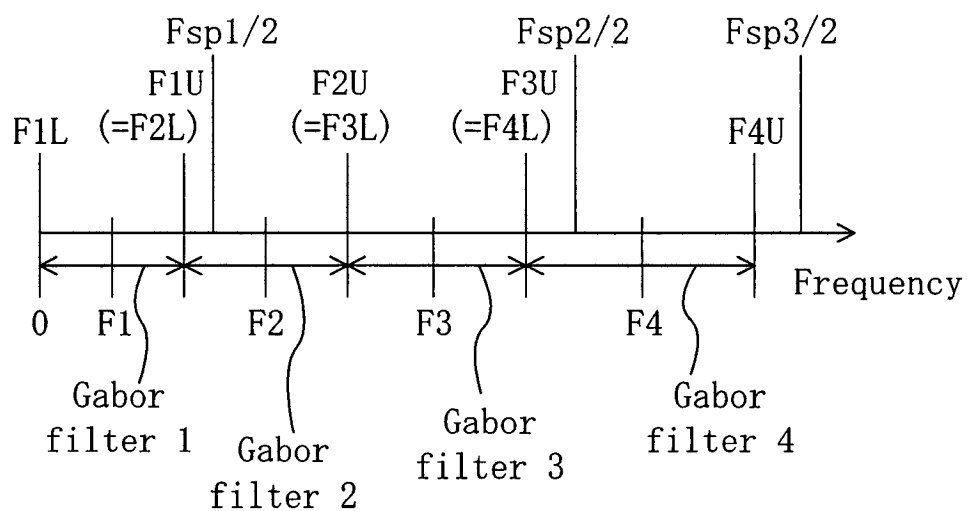 Fsp1/2
Fsp2/2
Fsp3/2
F1U
F2U
F3U
F1L
(=F2L)
(=F3L)
(=F4L)
F4U
Frequency
0
F1
F2
F3
F4
Gabor
filter 1
Gabor
filter 2
Gabor
filter 3
Gabor
filter 4